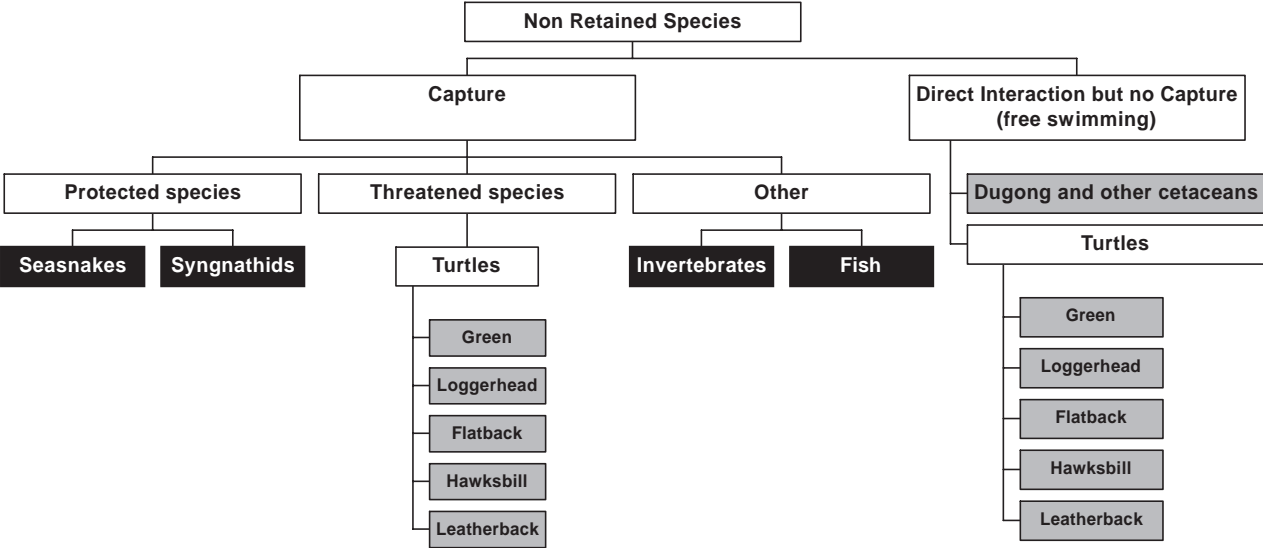 Non Retained Species
Capture
Direct Interaction but no Capture
(free swimming)
Protected species
Threatened species
Other
Dugong and other cetaceans
Seasnakes
Syngnathids
Turtles
Invertebrates
Fish
Turtles
Green
Loggerhead
Flatback
Hawksbill
Leatherback
Green
Loggerhead
Flatback
Hawksbill
Leatherback